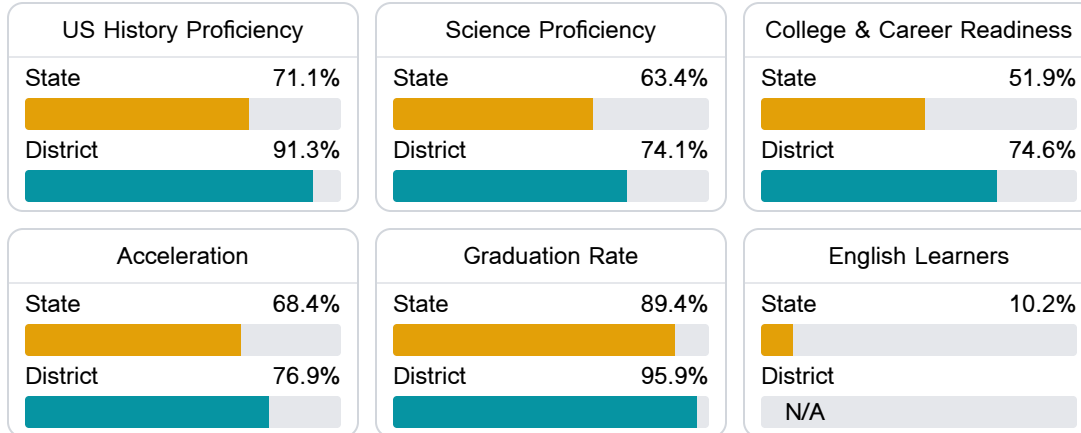 US History Proficiency
State 71.1%
District 91.3%
Science Proficiency
State 63.4%
District 74.1%
College & Career Readiness
State 51.9%
District 74.6%
Acceleration
State 68.4%
District 76.9%
Graduation Rate
State 89.4%
District 95.9%
English Learners
State 10.2%
District
N/A